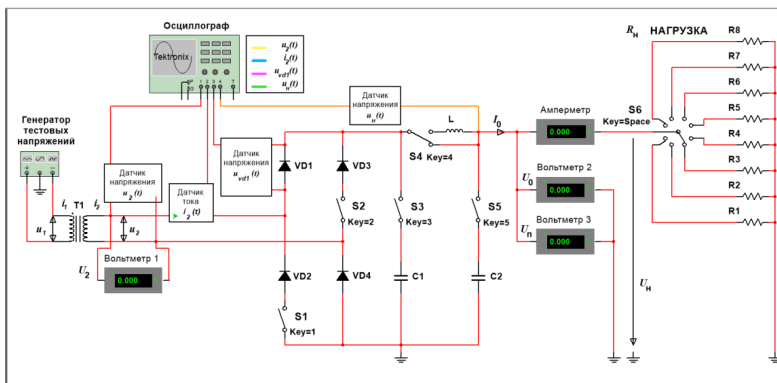 Осциллограф
Tektronix
1 2 3 4 T
u2(t)
i2(t)
uvd1(t)
uн(t)
Генератор
тестовых
напряжений
i1 T1 i2
u1
u2
Датчик
напряжения
u2(t)
Вольтметр 1
U2
0.000
Датчик
тока
i2(t)
Датчик
напряжения
uvd1(t)
Датчик
напряжения
uн(t)
VD1
VD3
S2
Key=2
VD2
VD4
S1
Key=1
S4
Key=4
L
S3
Key=3
C1
S5
Key=5
C2
I0
Амперметр
0.000
Вольтметр 2
U0
0.000
Вольтметр 3
Uп
0.000
S6
Key=Space
Uн
Rн НАГРУЗКА
R8
R7
R6
R5
R4
R3
R2
R1